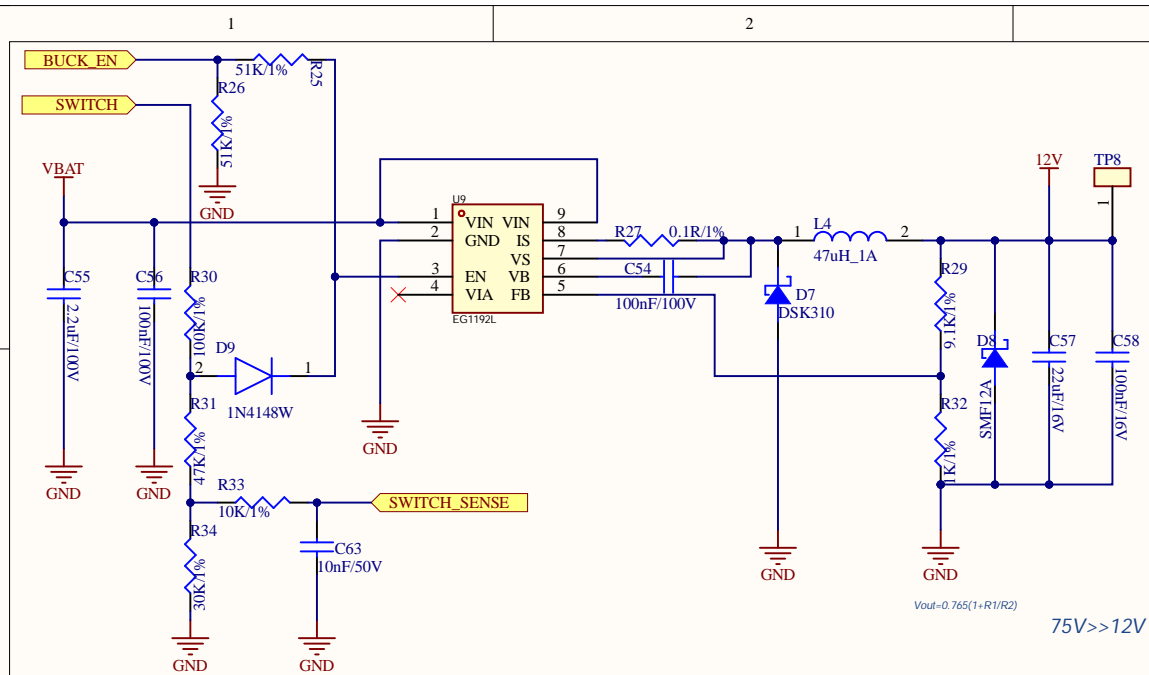 1
2
BUCK_EN
51K/1%
R25
R26
51K/1%
SWITCH
GND
VBAT
12V
TP8
1
U9
1
VIN
VIN
9
2
GND
IS
8
VS
7
3
EN
VB
6
4
VIA
FB
5
EG1192L
R27
0.1R/1%
C54
100nF/100V
1
L4
2
47uH_1A
D7
DSK310
R29
9.1K/1%
C55
2.2uF/100V
C56
100nF/100V
R30
100K/1%
D9
2
1
1N4148W
R31
47K/1%
GND
D8
SMF12A
C57
22uF/16V
C58
100nF/16V
R32
1K/1%
GND
GND
R33
10K/1%
SWITCH_SENSE
R34
30K/1%
C63
10nF/50V
GND
GND
GND
GND
Vout=0.765(1+R1/R2)
75V>>12V